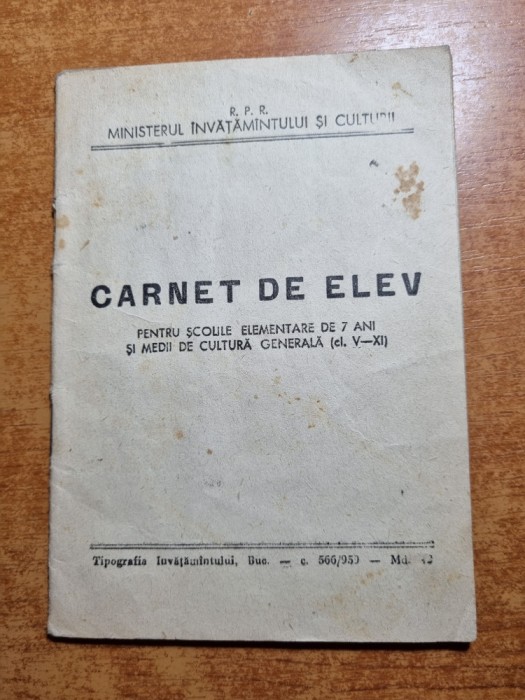 R. P. R.
MINISTERUL ÎNVĂȚĂMÎNTULUI ȘI CULTURII
CARNET DE ELEV
PENTRU ȘCOLILE ELEMENTARE DE 7 ANI
ȘI MEDII DE CULTURĂ GENERALĂ (cl. V—XI)
Tipografia Invățămîntului, Buc. — c. 566/959 — Md.